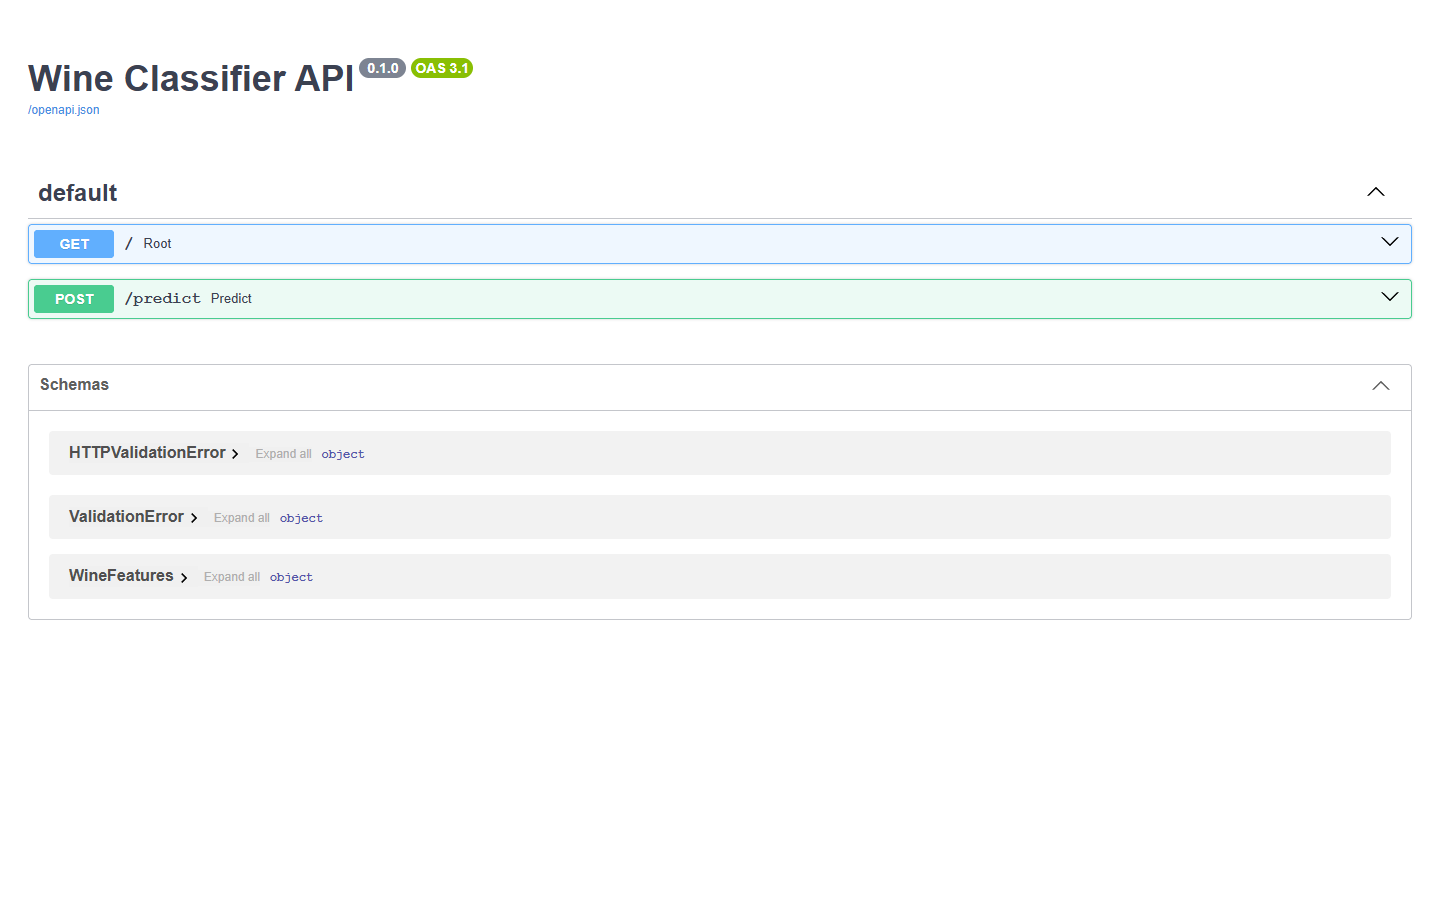 Wine Classifier API 0.1.0 OAS 3.1
/openapi.json
default
GET / Root
POST /predict Predict
Schemas
HTTPValidationError Expand all object
ValidationError Expand all object
WineFeatures Expand all object